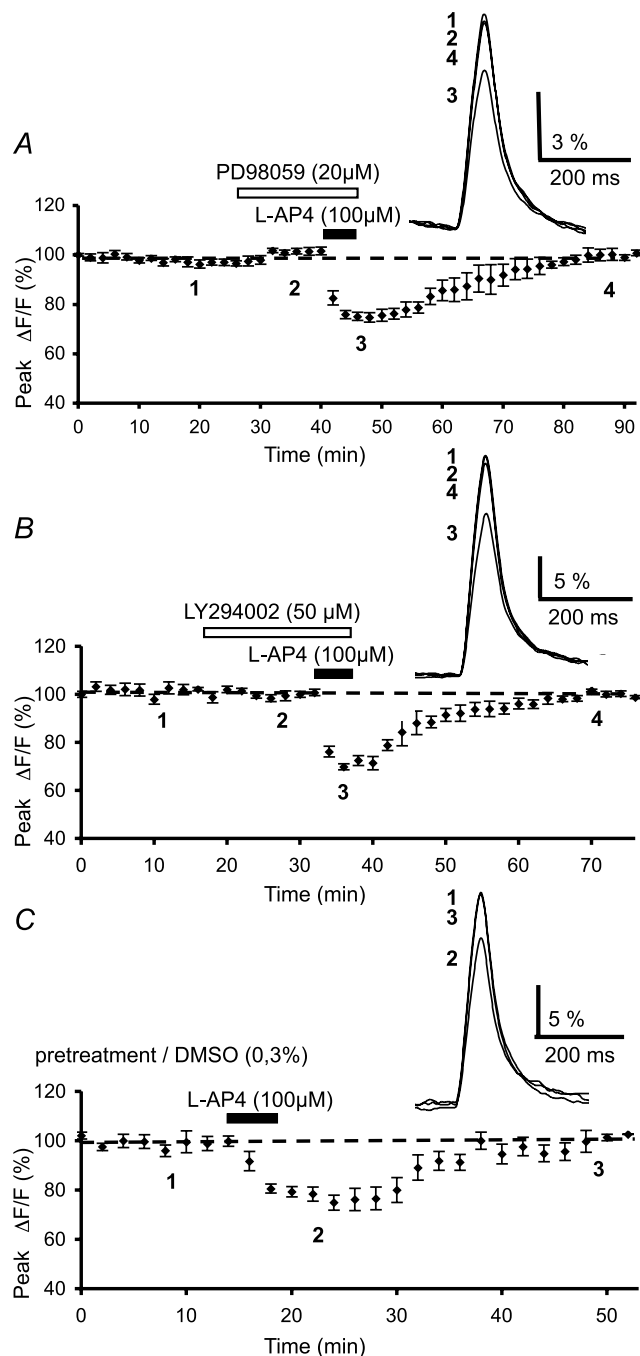 A
1
2
4
3
3 %
200 ms
PD98059 (20µM)
L-AP4 (100µM)
120
100
80
60
40
Peak ΔF/F (%)
1
2
3
4
0 10 20 30 40 50 60 70 80 90
Time (min)
B
1
2
4
3
5 %
200 ms
LY294002 (50 µM)
L-AP4 (100µM)
120
100
80
60
40
Peak ΔF/F (%)
1
2
3
4
0 10 20 30 40 50 60 70
Time (min)
C
1
3
2
5 %
200 ms
pretreatment / DMSO (0,3%)
L-AP4 (100µM)
120
100
80
60
40
Peak ΔF/F (%)
1
2
3
0 10 20 30 40 50
Time (min)